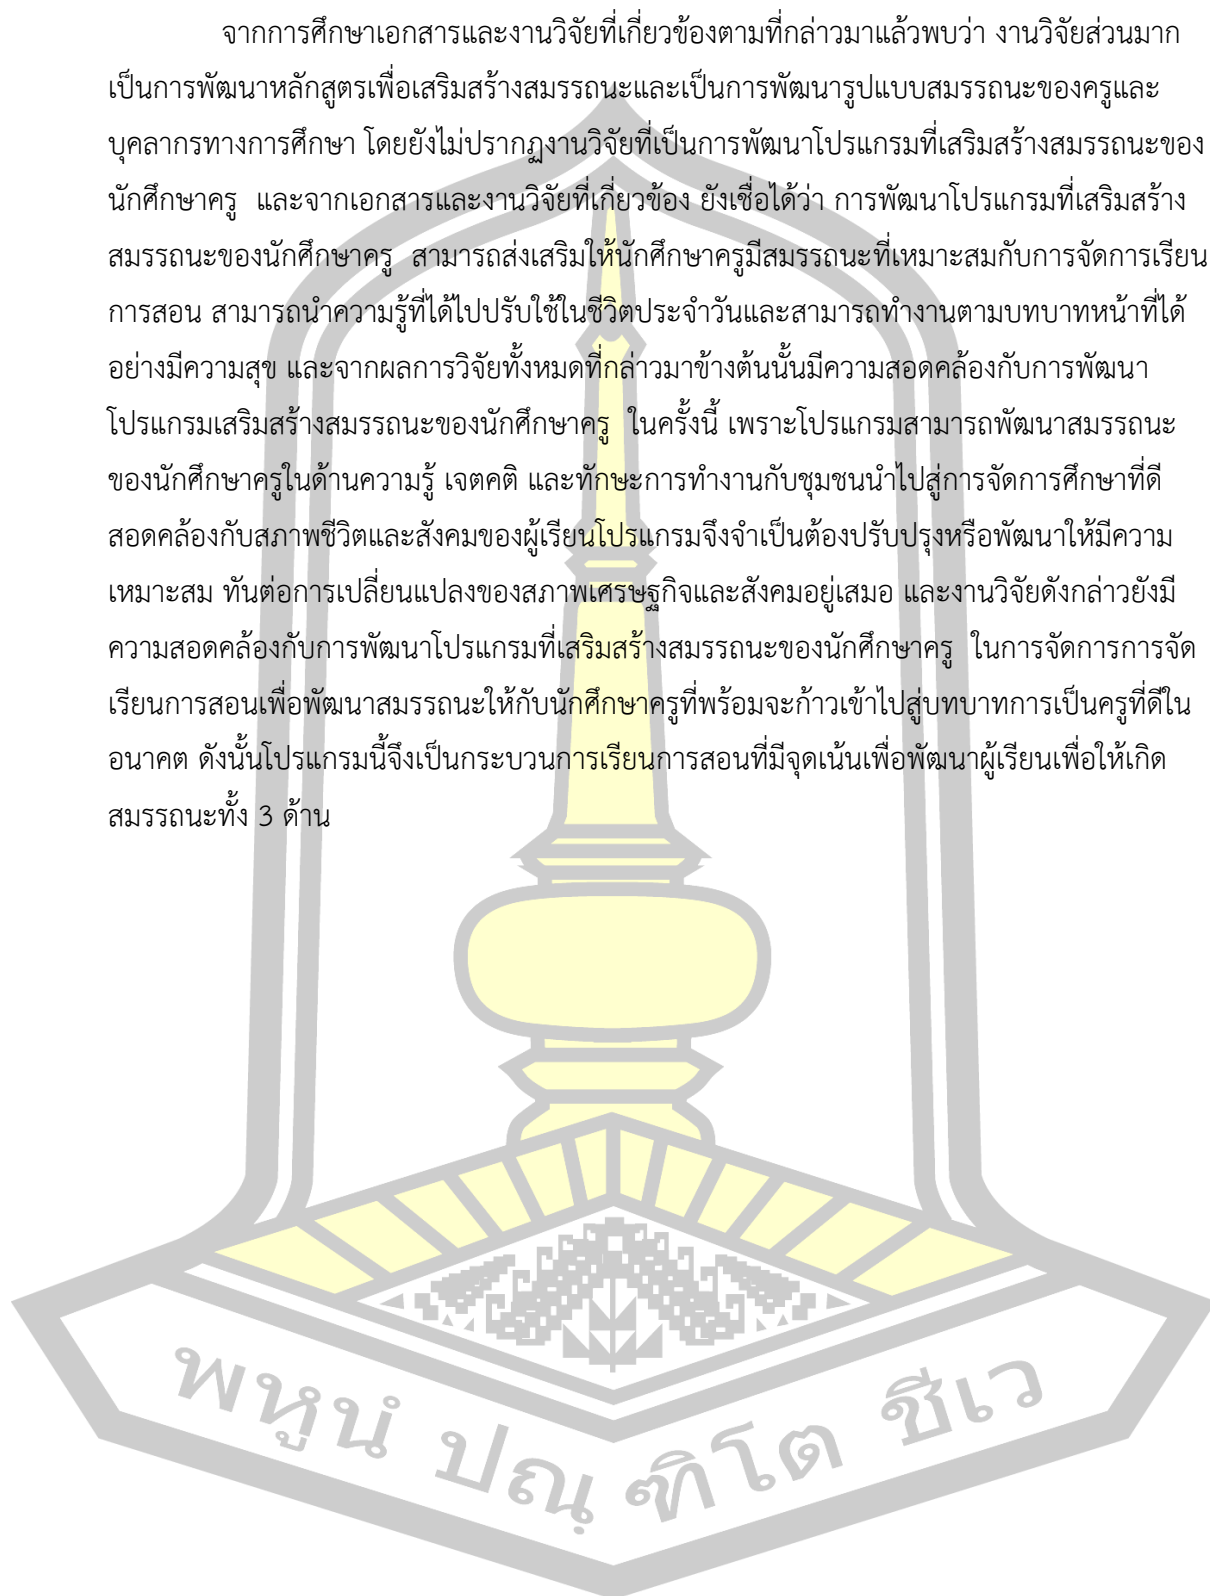 จากการศึกษาเอกสารและงานวิจัยที่เกี่ยวข้องตามที่กล่าวมาแล้วพบว่า งานวิจัยส่วนมาก
เป็นการพัฒนาหลักสูตรเพื่อเสริมสร้างสมรรถนะและเป็นการพัฒนารูปแบบสมรรถนะของครูและ
บุคลากรทางการศึกษา โดยยังไม่ปรากฏงานวิจัยที่เป็นการพัฒนาโปรแกรมที่เสริมสร้างสมรรถนะของ
นักศึกษาครู และจากเอกสารและงานวิจัยที่เกี่ยวข้อง ยังเชื่อได้ว่า การพัฒนาโปรแกรมที่เสริมสร้าง
สมรรถนะของนักศึกษาครู สามารถส่งเสริมให้นักศึกษาครูมีสมรรถนะที่เหมาะสมกับการจัดการเรียน
การสอน สามารถนำความรู้ที่ได้ไปปรับใช้ในชีวิตประจำวันและสามารถทำงานตามบทบาทหน้าที่ได้
อย่างมีความสุข และจากผลการวิจัยทั้งหมดที่กล่าวมาข้างต้นนั้นมีความสอดคล้องกับการพัฒนา
โปรแกรมเสริมสร้างสมรรถนะของนักศึกษาครู ในครั้งนี้ เพราะโปรแกรมสามารถพัฒนาสมรรถนะ
ของนักศึกษาครูในด้านความรู้ เจตคติ และทักษะการทำงานกับชุมชนนำไปสู่การจัดการศึกษาที่ดี
สอดคล้องกับสภาพชีวิตและสังคมของผู้เรียนโปรแกรมจึงจำเป็นต้องปรับปรุงหรือพัฒนาให้มีความ
เหมาะสม ทันต่อการเปลี่ยนแปลงของสภาพเศรษฐกิจและสังคมอยู่เสมอ และงานวิจัยดังกล่าวยังมี
ความสอดคล้องกับการพัฒนาโปรแกรมที่เสริมสร้างสมรรถนะของนักศึกษาครู ในการจัดการการจัด
เรียนการสอนเพื่อพัฒนาสมรรถนะให้กับนักศึกษาครูที่พร้อมจะก้าวเข้าไปสู่บทบาทการเป็นครูที่ดีใน
อนาคต ดังนั้นโปรแกรมนี้จึงเป็นกระบวนการเรียนการสอนที่มีจุดเน้นเพื่อพัฒนาผู้เรียนเพื่อให้เกิด
สมรรถนะทั้ง 3 ด้าน
พหูนํ ปณฺฑิโต ชีเว